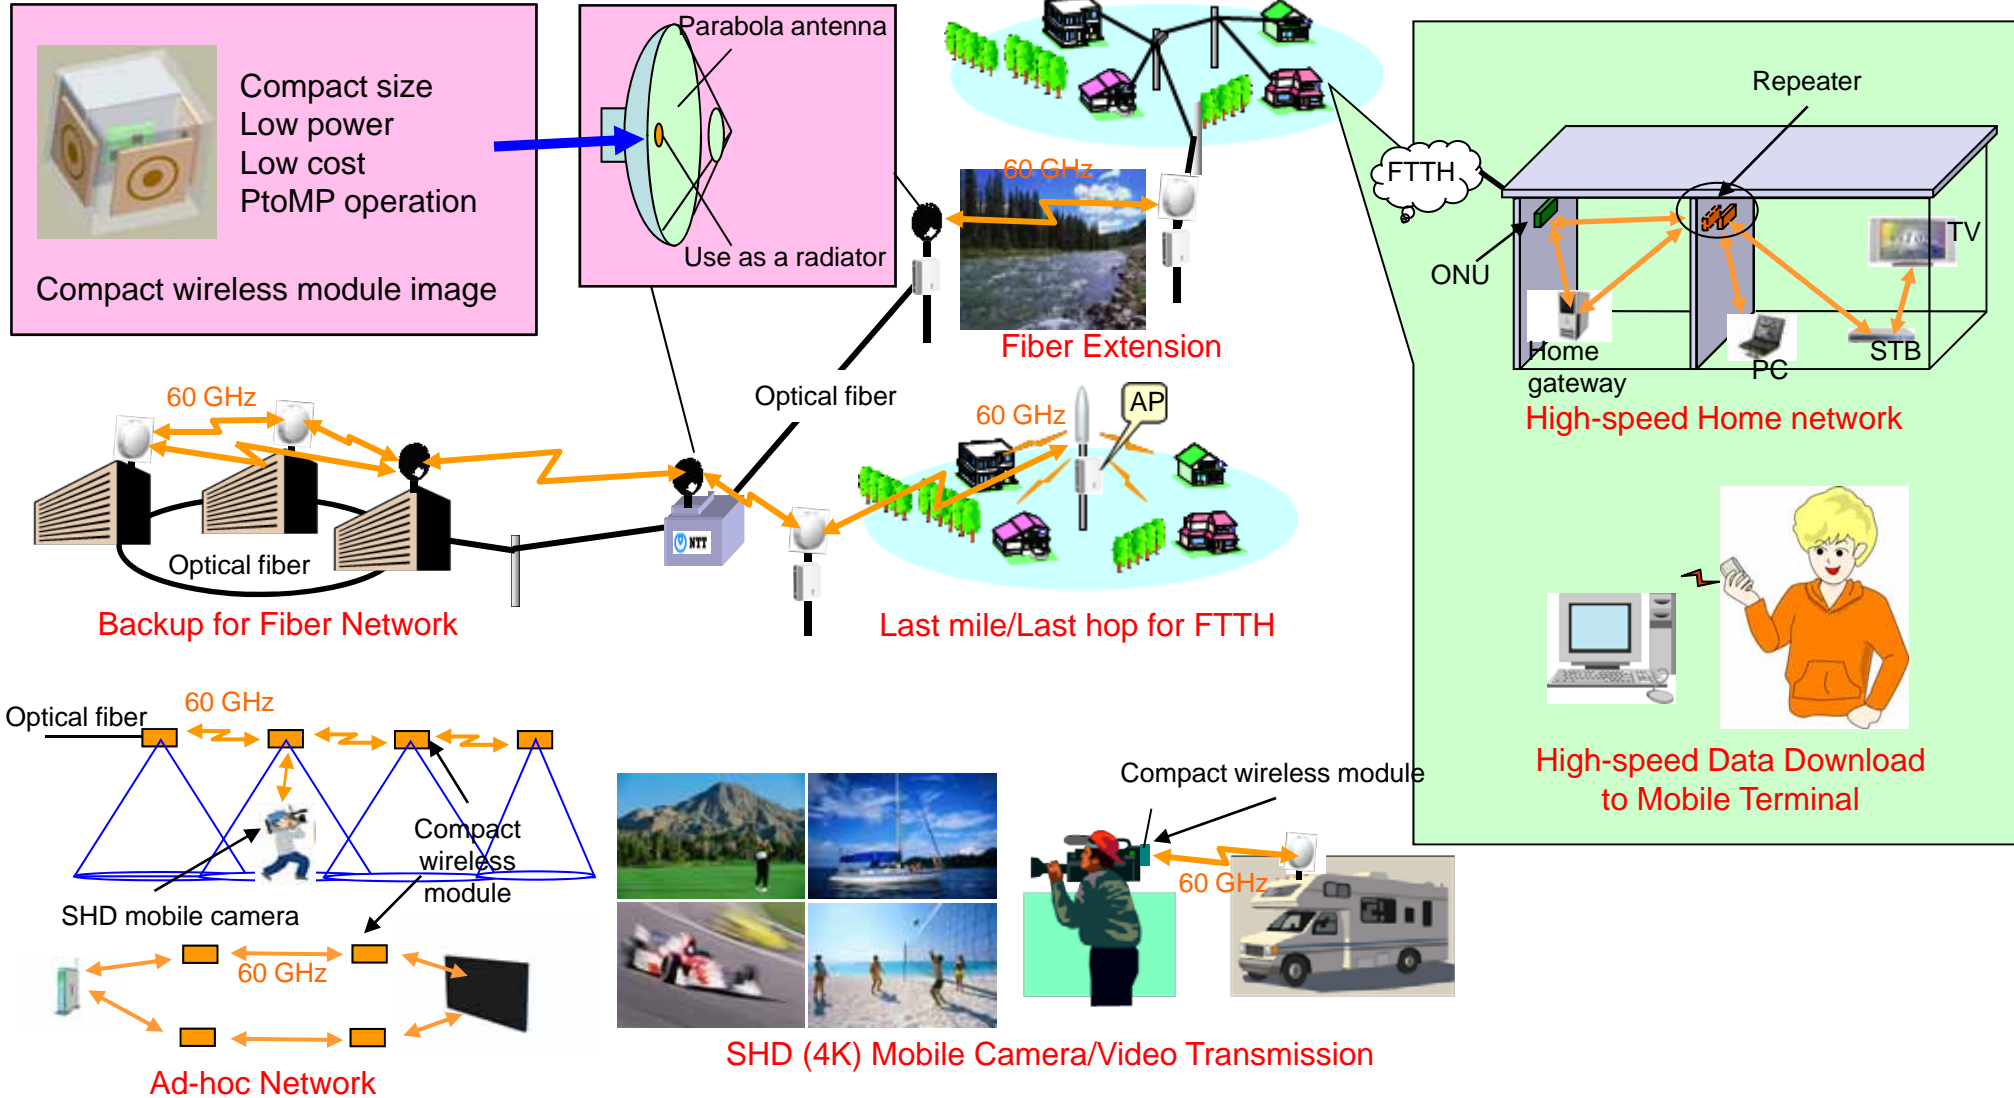 Compact size
Low power
Low cost
PtoMP operation
Compact wireless module image
Parabola antenna
Use as a radiator
60 GHz
Fiber Extension
Optical fiber
Repeater
FTTH
ONU
TV
Home
gateway
PC
STB
High-speed Home network
60 GHz
Optical fiber
Backup for Fiber Network
NTT
60 GHz
AP
Last mile/Last hop for FTTH
High-speed Data Download
to Mobile Terminal
Optical fiber
60 GHz
Compact
wireless
module
SHD mobile camera
60 GHz
Ad-hoc Network
Compact wireless module
60 GHz
SHD (4K) Mobile Camera/Video Transmission